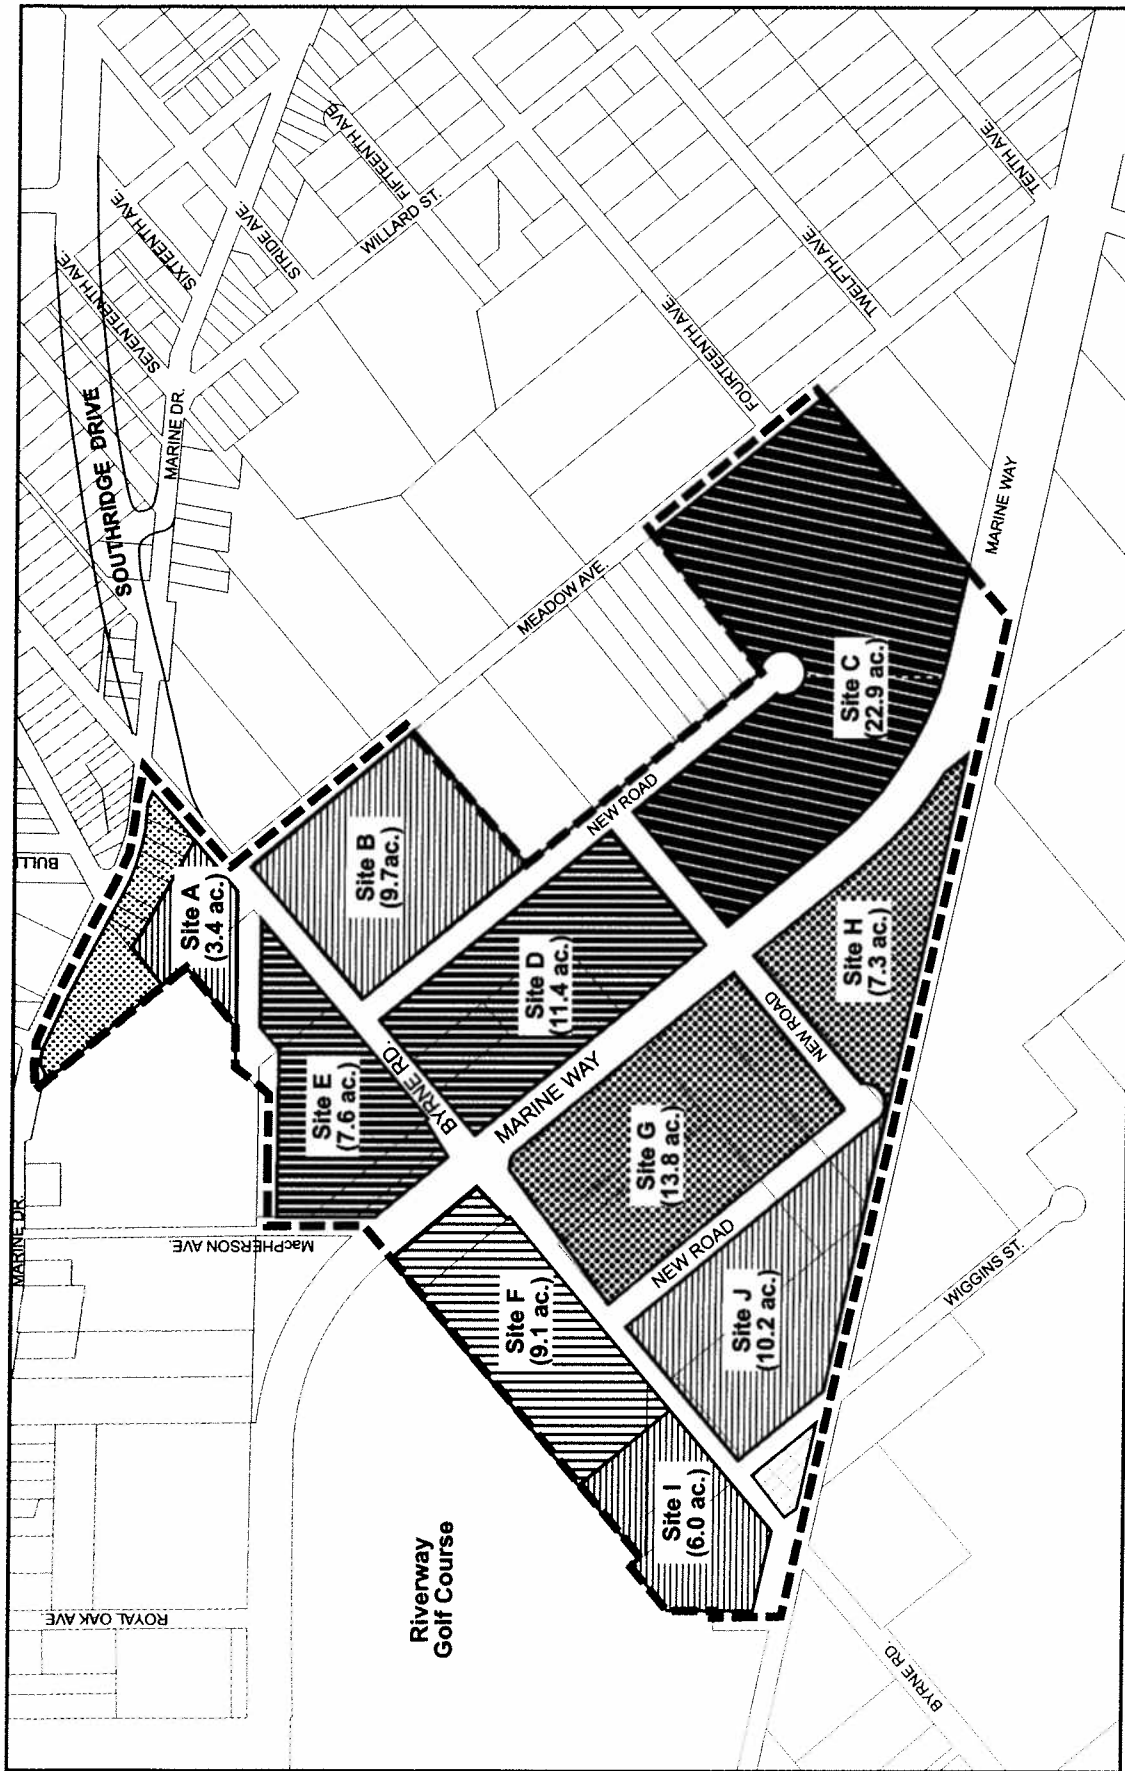 MARINE DR.
ROYAL OAK AVE
MacPHERSON AVE.
Riverway
Golf Course
BULL
SOUTHRIDGE DRIVE
MARINE DR.
SEVENTEENTH AVE.
SIXTEENTH AVE.
STRIDE AVE.
FIFTEENTH AVE.
WILLARD ST.
FOURTEENTH AVE.
TWELFTH AVE.
TENTH AVE.
MEADOW AVE.
Site A
(3.4 ac.)
Site B
(9.7ac.)
Site E
(7.6 ac.)
BYRNE RD.
Site D
(11.4 ac.)
NEW ROAD
Site C
(22.9 ac.)
MARINE WAY
MARINE WAY
Site F
(9.1 ac.)
Site G
(13.8 ac.)
NEW ROAD
Site H
(7.3 ac.)
NEW ROAD
Site I
(6.0 ac.)
Site J
(10.2 ac.)
WIGGINS ST.
BYRNE RD.